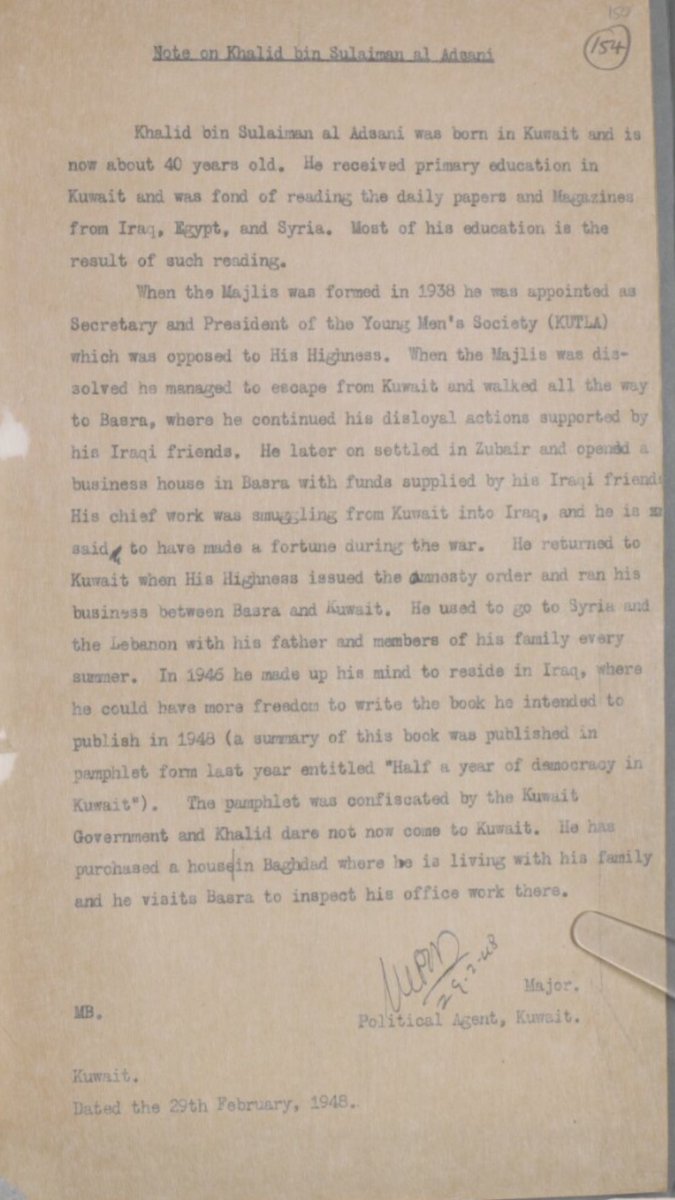 154
154
Note on Khalid bin Sulaiman al Adsani
Khalid bin Sulaiman al Adsani was born in Kuwait and is
now about 40 years old. He received primary education in
Kuwait and was fond of reading the daily papers and Magazines
from Iraq, Egypt, and Syria. Most of his education is the
result of such reading.
When the Majlis was formed in 1938 he was appointed as
Secretary and President of the Young Men's Society (KUTLA)
which was opposed to His Highness. When the Majlis was dis-
solved he managed to escape from Kuwait and walked all the way
to Basra, where he continued his disloyal actions supported by
his Iraqi friends. He later on settled in Zubair and opened a
business house in Basra with funds supplied by his Iraqi friends
His chief work was smuggling from Kuwait into Iraq, and he is
said to have made a fortune during the war. He returned to
Kuwait when His Highness issued the amnesty order and ran his
business between Basra and Kuwait. He used to go to Syria and
the Lebanon with his father and members of his family every
summer. In 1946 he made up his mind to reside in Iraq, where
he could have more freedom to write the book he intended to
publish in 1948 (a summary of this book was published in
pamphlet form last year entitled "Half a year of democracy in
Kuwait"). The pamphlet was confiscated by the Kuwait
Government and Khalid dare not now come to Kuwait. He has
purchased a house in Baghdad where he is living with his family
and he visits Basra to inspect his office work there.
29-2-48
Major.
MB.
Political Agent, Kuwait.
Kuwait.
Dated the 29th February, 1948.